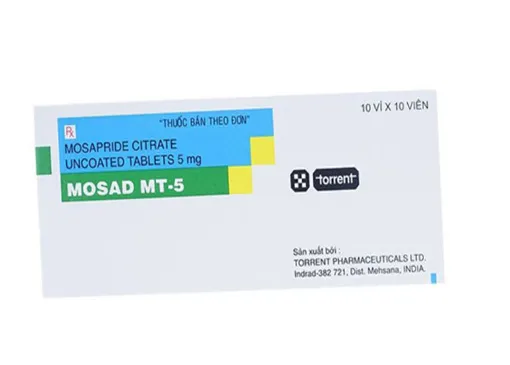 10 VỈ X 10 VIÊN
Rx "THUỐC BÁN THEO ĐƠN"
MOSAPRIDE CITRATE
UNCOATED TABLETS 5 mg
MOSAD MT-5
torrent
Sản xuất bởi :
TORRENT PHARMACEUTICALS LTD.
Indrad-382 721, Dist. Mehsana, INDIA.